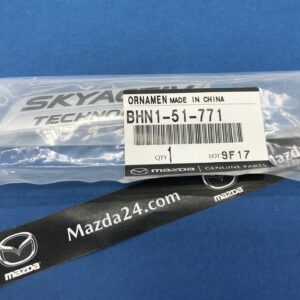 SKYACTIV
TECHNO
ORNAMEN MADE IN CHINA
BHN1-51-771
QTY 1 LOT 9F17
mazda GENUINE PARTS
Mazda24.com
mazda
mazda